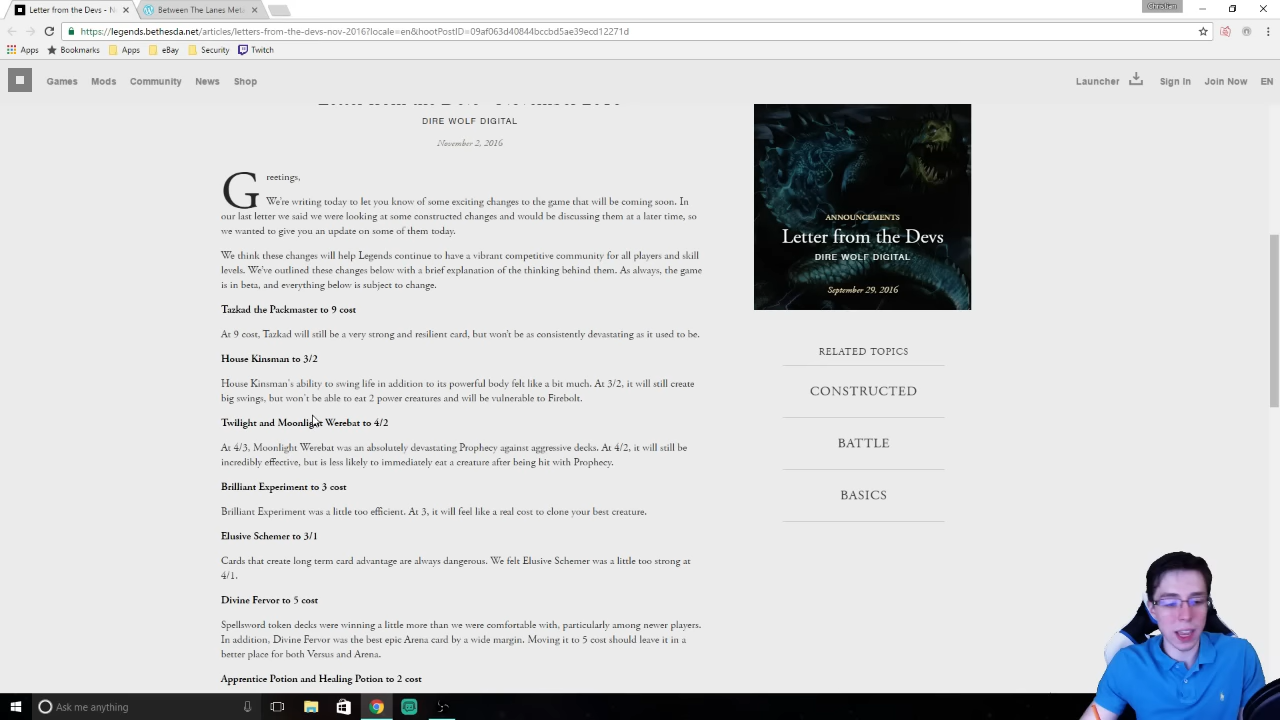 Letter from the Devs - N
Between The Lanes Meta
Christian
https://legends.bethesda.net/articles/letters-from-the-devs-nov-2016?locale=en&hootPostID=09af063d40844bccbd5ae39ecd12271d
Apps
Bookmarks
Apps
eBay
Security
Twitch
Games
Mods
Community
News
Shop
Launcher
Sign In
Join Now
EN
DIRE WOLF DIGITAL
November 2, 2016
Greetings,
We're writing today to let you know of some exciting changes to the game that will be coming soon. In
our last letter we said we were looking at some constructed changes and would be discussing them at a later time, so
we wanted to give you an update on some of them today.
We think these changes will help Legends continue to have a vibrant competitive community for all players and skill
levels. We've outlined these changes below with a brief explanation of the thinking behind them. As always, the game
is in beta, and everything below is subject to change.
Tazkad the Packmaster to 9 cost
At 9 cost, Tazkad will still be a very strong and resilient card, but won't be as consistently devastating as it used to be.
House Kinsman to 3/2
House Kinsman's ability to swing life in addition to its powerful body felt like a bit much. At 3/2, it will still create
big swings, but won't be able to eat 2 power creatures and will be vulnerable to Firebolt.
Twilight and Moonlight Werebat to 4/2
At 4/3, Moonlight Werebat was an absolutely devastating Prophecy against aggressive decks. At 4/2, it will still be
incredibly effective, but is less likely to immediately eat a creature after being hit with Prophecy.
Brilliant Experiment to 3 cost
Brilliant Experiment was a little too efficient. At 3, it will feel like a real cost to clone your best creature.
Elusive Schemer to 3/1
Cards that create long term card advantage are always dangerous. We felt Elusive Schemer was a little too strong at
4/1.
Divine Fervor to 5 cost
Spellsword token decks were winning a little more than we were comfortable with, particularly among newer players.
In addition, Divine Fervor was the best epic Arena card by a wide margin. Moving it to 5 cost should leave it in a
better place for both Versus and Arena.
Apprentice Potion and Healing Potion to 2 cost
ANNOUNCEMENTS
Letter from the Devs
DIRE WOLF DIGITAL
September 29, 2016
RELATED TOPICS
CONSTRUCTED
BATTLE
BASICS
Ask me anything